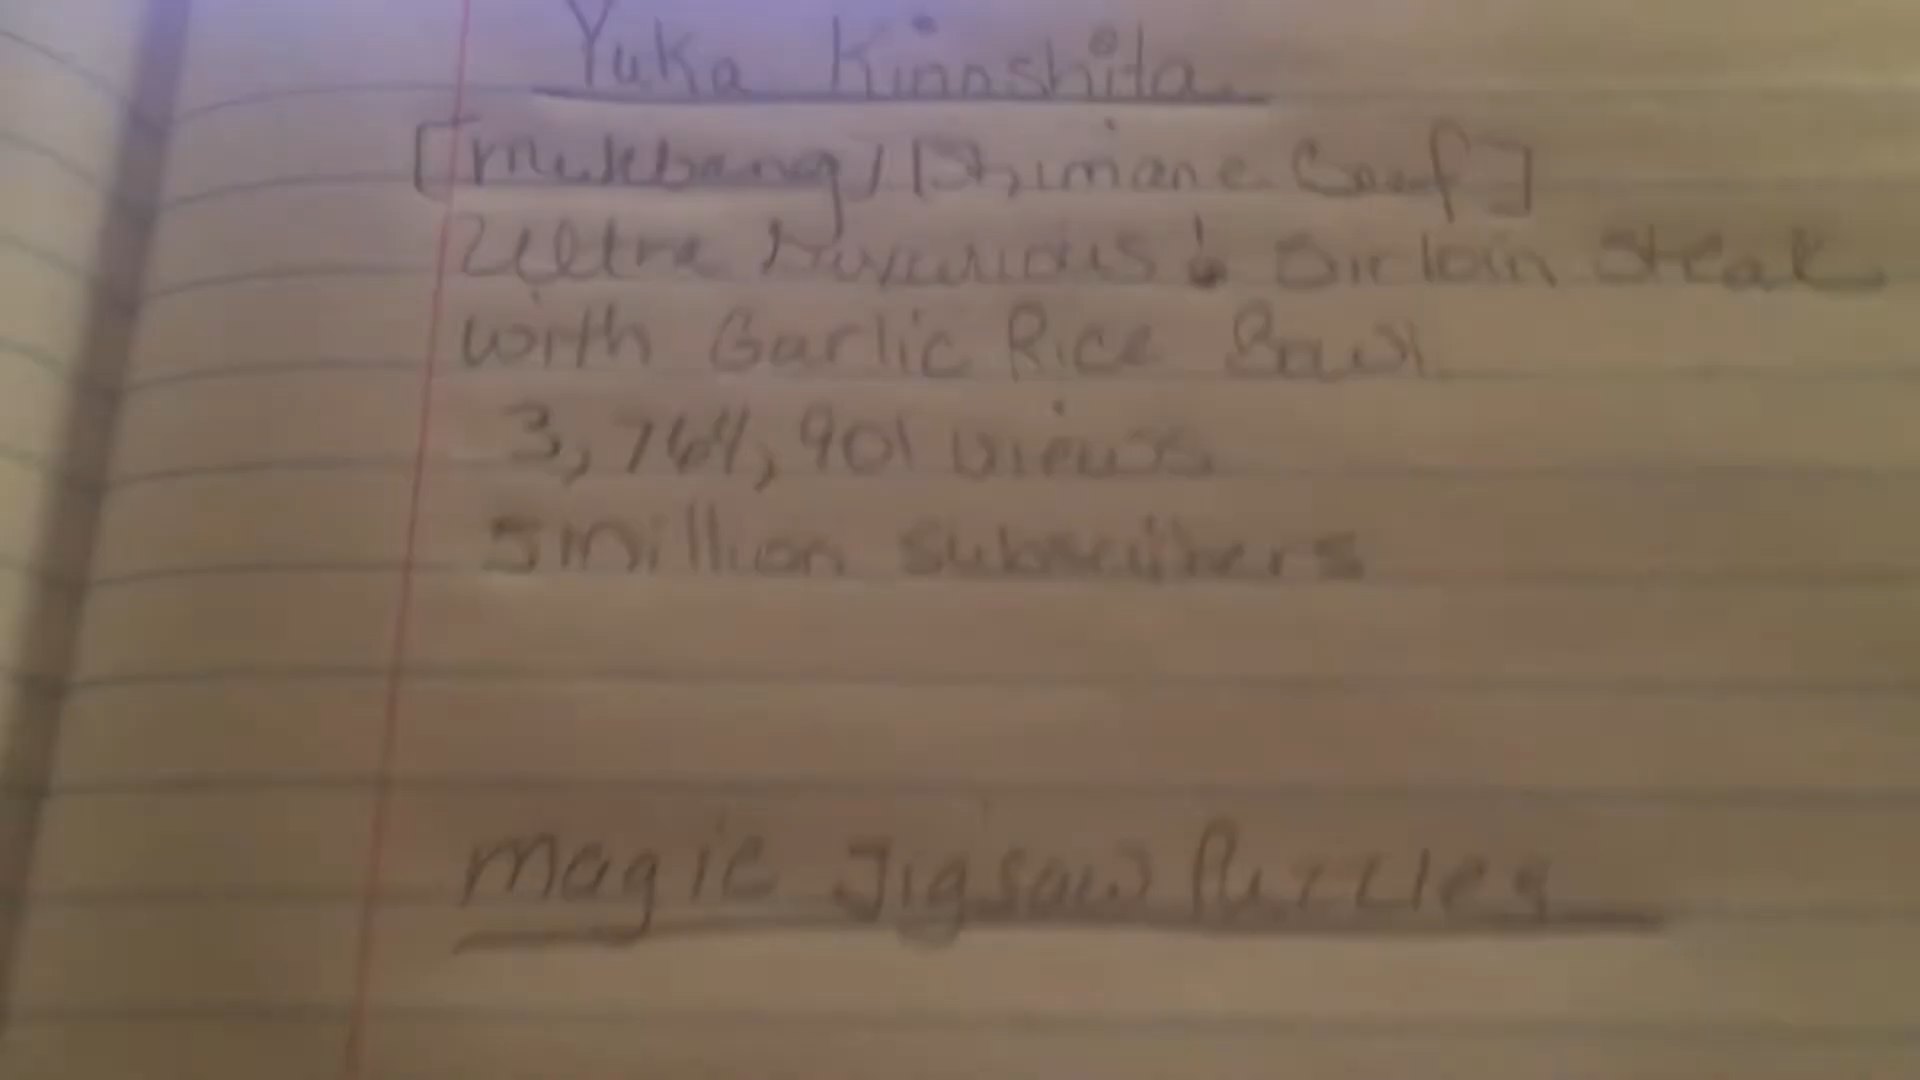 Yuka Kinoshita
[Mukbang] [Shimane Beef]
Ultra Luxurious! Sirloin Steak
with Garlic Rice Bowl
3,764,901 views
5 million subscribers
Magic Jigsaw Puzzles